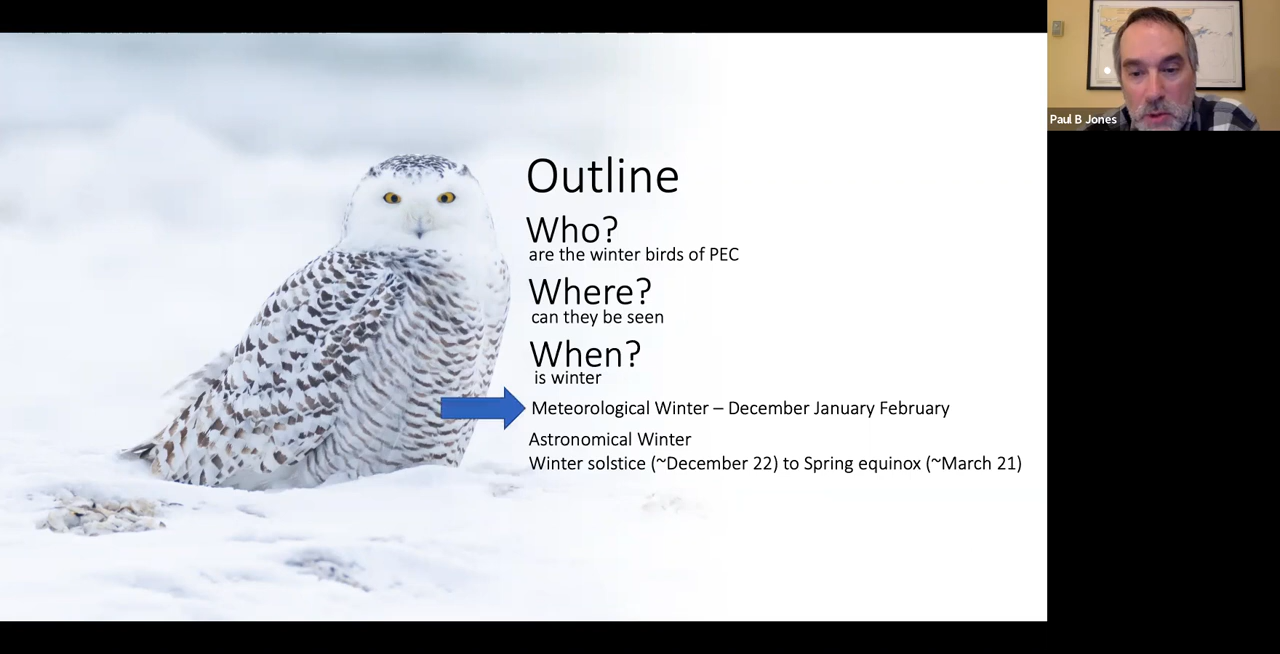 Outline
Who?
are the winter birds of PEC
Where?
can they be seen
When?
is winter
Meteorological Winter – December January February
Astronomical Winter
Winter solstice (~December 22) to Spring equinox (~March 21)
Paul B Jones